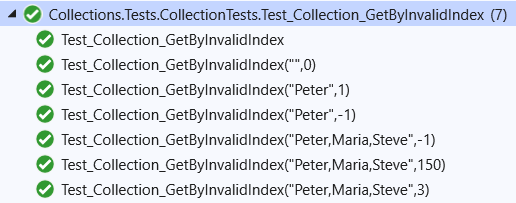 Collections.Tests.CollectionTests.Test_Collection_GetByInvalidIndex (7)
Test_Collection_GetByInvalidIndex
Test_Collection_GetByInvalidIndex("",0)
Test_Collection_GetByInvalidIndex("Peter",1)
Test_Collection_GetByInvalidIndex("Peter",-1)
Test_Collection_GetByInvalidIndex("Peter,Maria,Steve",-1)
Test_Collection_GetByInvalidIndex("Peter,Maria,Steve",150)
Test_Collection_GetByInvalidIndex("Peter,Maria,Steve",3)